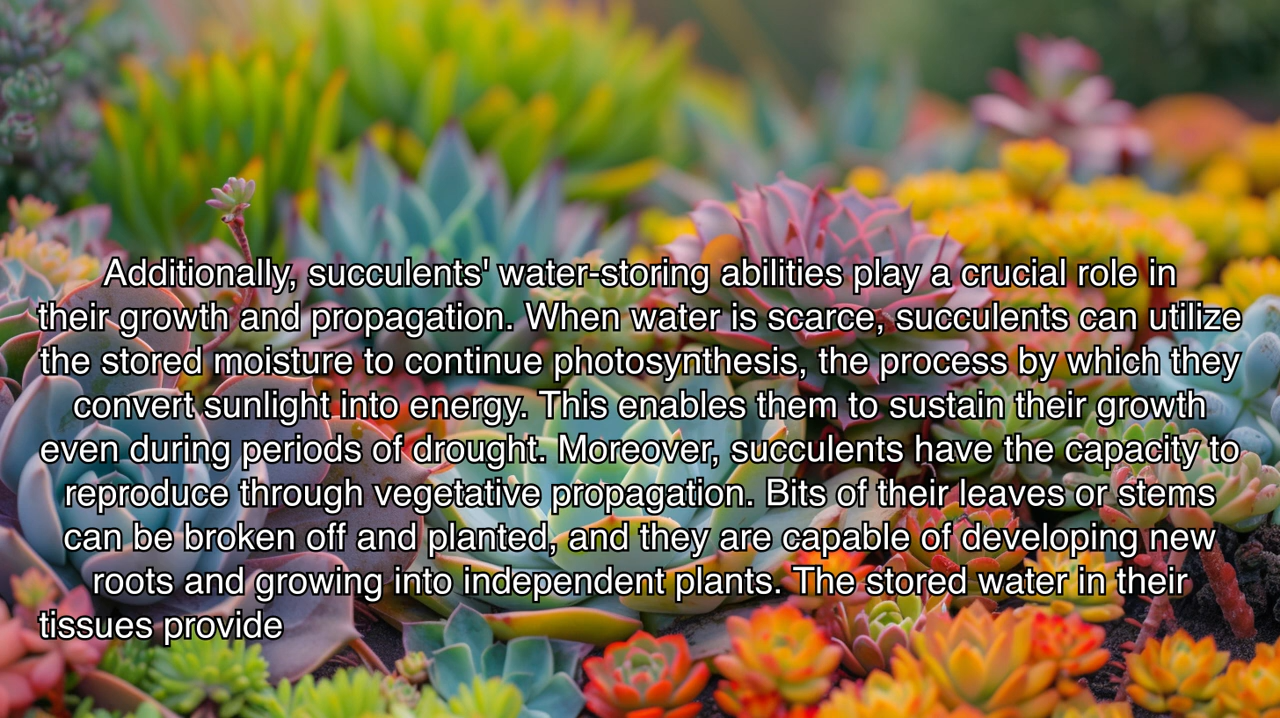 Additionally, succulents' water-storing abilities play a crucial role in
their growth and propagation. When water is scarce, succulents can utilize
the stored moisture to continue photosynthesis, the process by which they
convert sunlight into energy. This enables them to sustain their growth
even during periods of drought. Moreover, succulents have the capacity to
reproduce through vegetative propagation. Bits of their leaves or stems
can be broken off and planted, and they are capable of developing new
roots and growing into independent plants. The stored water in their
tissues provide